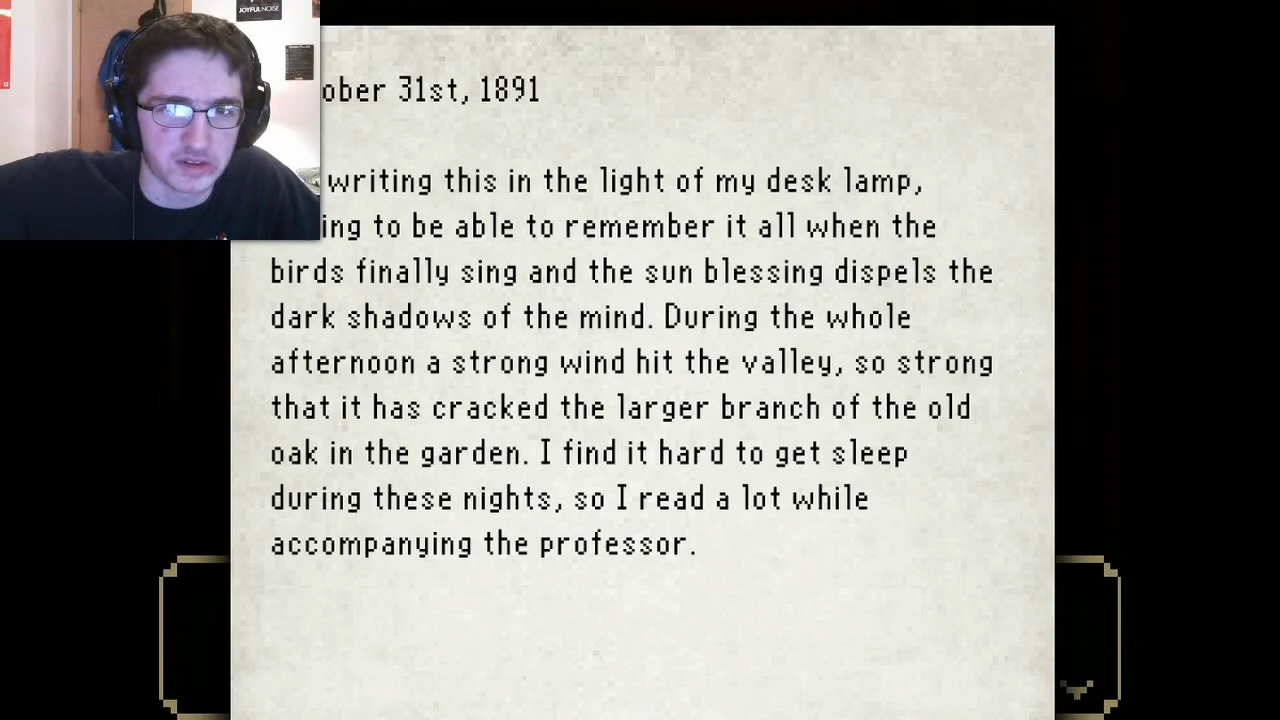 JOYFUL NOISE
ober 31st, 1891
writing this in the light of my desk lamp,
ing to be able to remember it all when the
birds finally sing and the sun blessing dispels the
dark shadows of the mind. During the whole
afternoon a strong wind hit the valley, so strong
that it has cracked the larger branch of the old
oak in the garden. I find it hard to get sleep
during these nights, so I read a lot while
accompanying the professor.